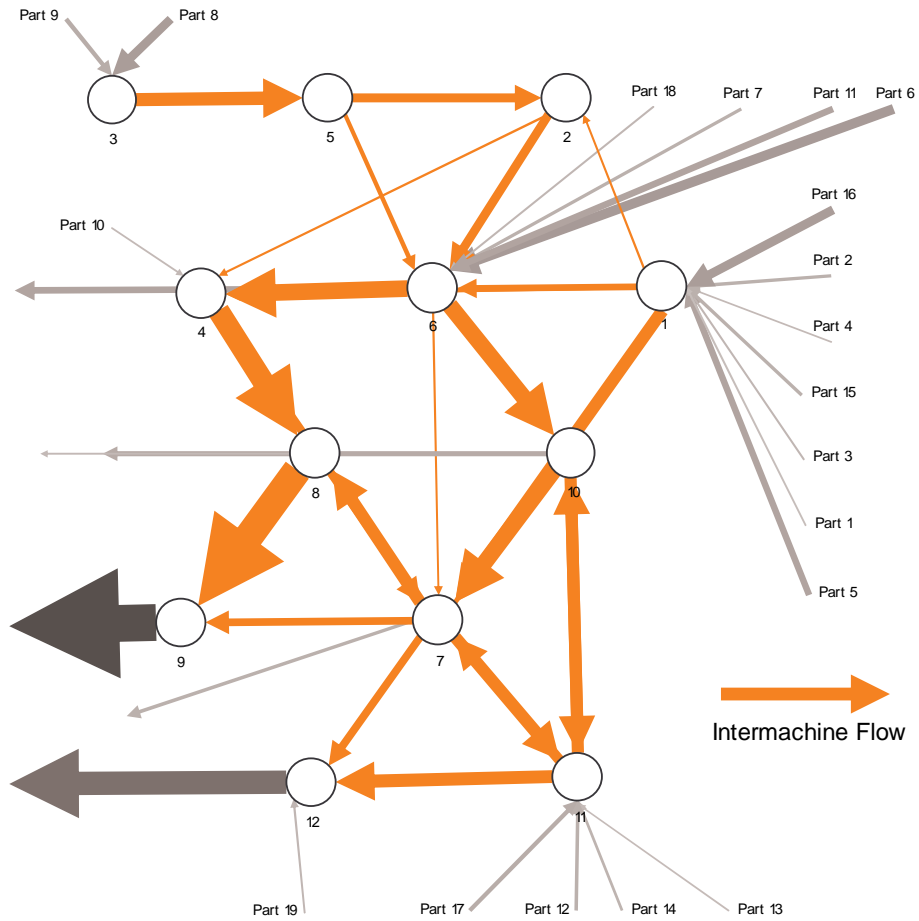 Part 9
Part 8
3
5
2
Part 18
Part 7
Part 11
Part 6
Part 16
Part 10
Part 2
4
6
1
Part 4
Part 15
Part 3
8
10
Part 1
Part 5
9
7
Intermachine Flow
12
11
Part 19
Part 17
Part 12
Part 14
Part 13